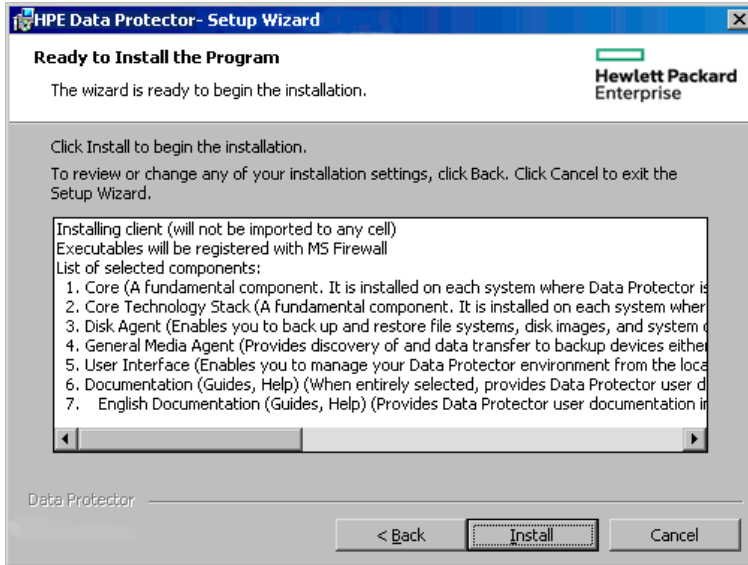 HPE Data Protector- Setup Wizard
Ready to Install the Program
The wizard is ready to begin the installation.
Hewlett Packard
Enterprise
Click Install to begin the installation.
To review or change any of your installation settings, click Back. Click Cancel to exit the
Setup Wizard.
Installing client (will not be imported to any cell)
Executables will be registered with MS Firewall
List of selected components:
1. Core (A fundamental component. It is installed on each system where Data Protector is
2. Core Technology Stack (A fundamental component. It is installed on each system wher
3. Disk Agent (Enables you to back up and restore file systems, disk images, and system
4. General Media Agent (Provides discovery of and data transfer to backup devices either
5. User Interface (Enables you to manage your Data Protector environment from the loca
6. Documentation (Guides, Help) (When entirely selected, provides Data Protector user d
7. English Documentation (Guides, Help) (Provides Data Protector user documentation in
Data Protector
< Back
Install
Cancel